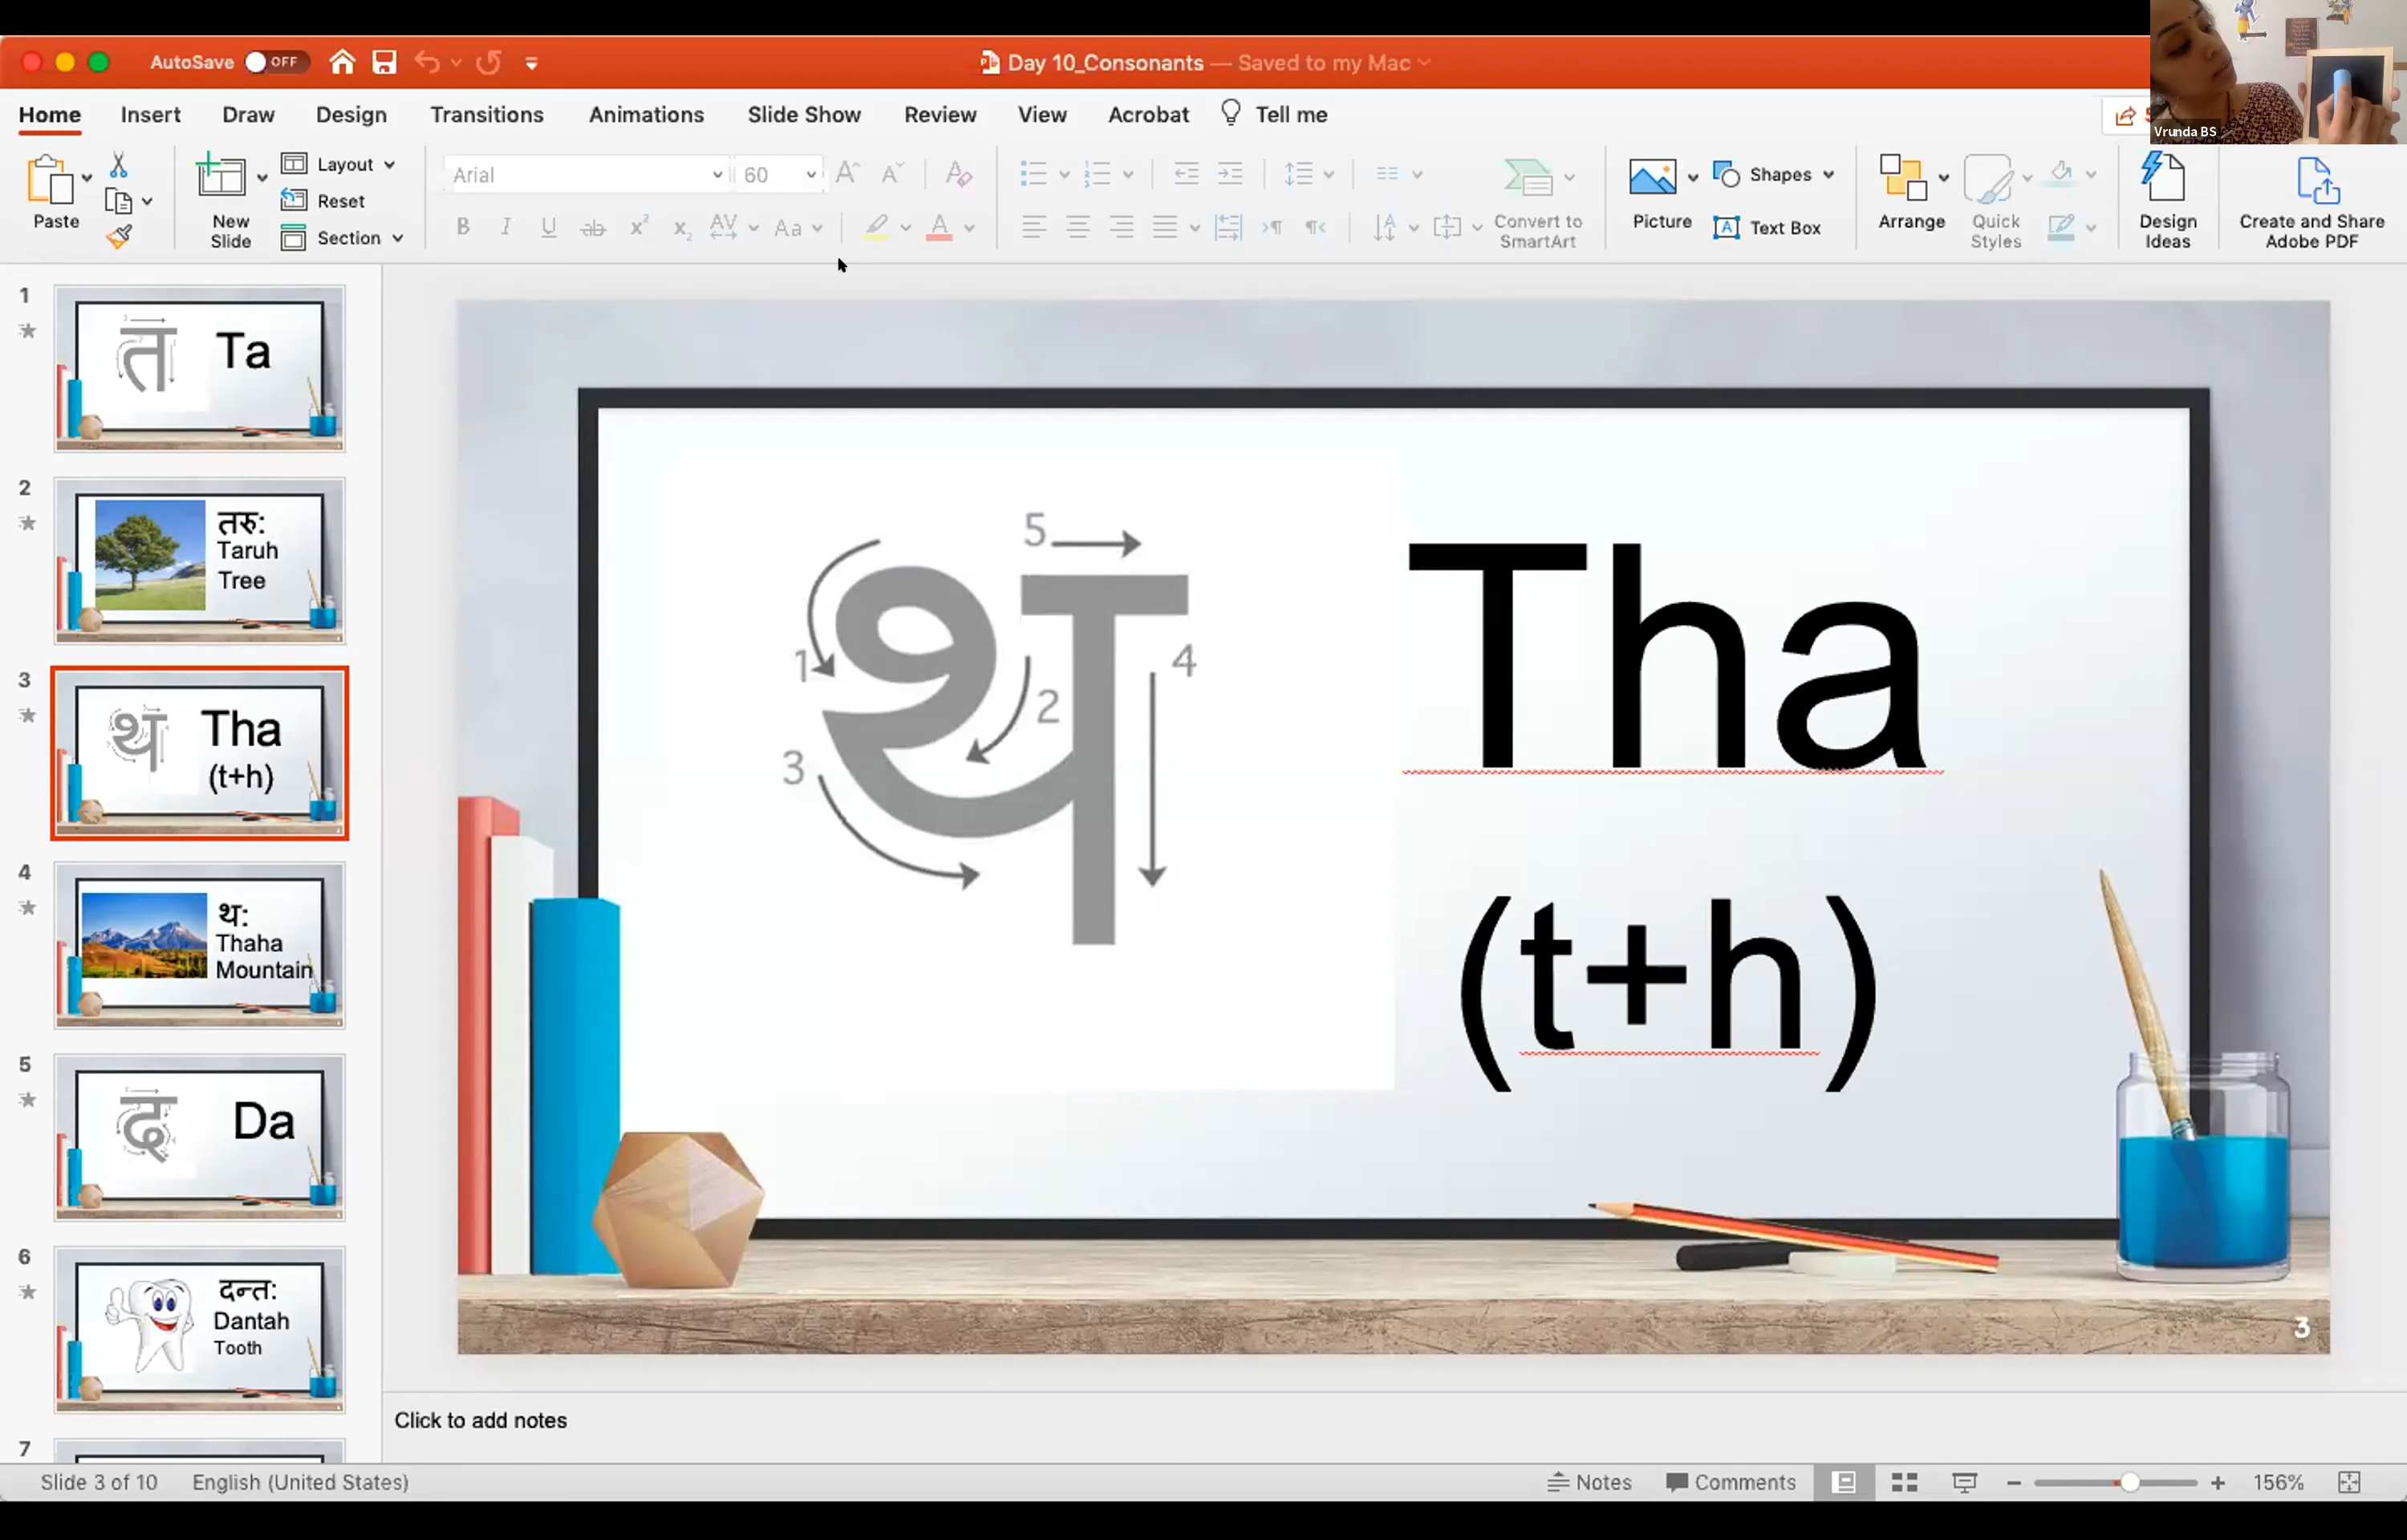 AutoSave OFF
Day 10_Consonants — Saved to my Mac
Home Insert Draw Design Transitions Animations Slide Show Review View Acrobat Tell me
Vrunda BS
Paste
New Slide
Layout
Reset
Section
Arial 60
Convert to SmartArt
Picture
Shapes
Text Box
Arrange
Quick Styles
Design Ideas
Create and Share Adobe PDF
1
त Ta
2
तरु:
Taruh
Tree
3
थ Tha
(t+h)
4
थ:
Thaha
Mountain
5
द Da
6
दन्त:
Dantah
Tooth
7
5
1
2
4
3
थ
Tha
(t+h)
3
Click to add notes
Slide 3 of 10 English (United States) Notes Comments 156%